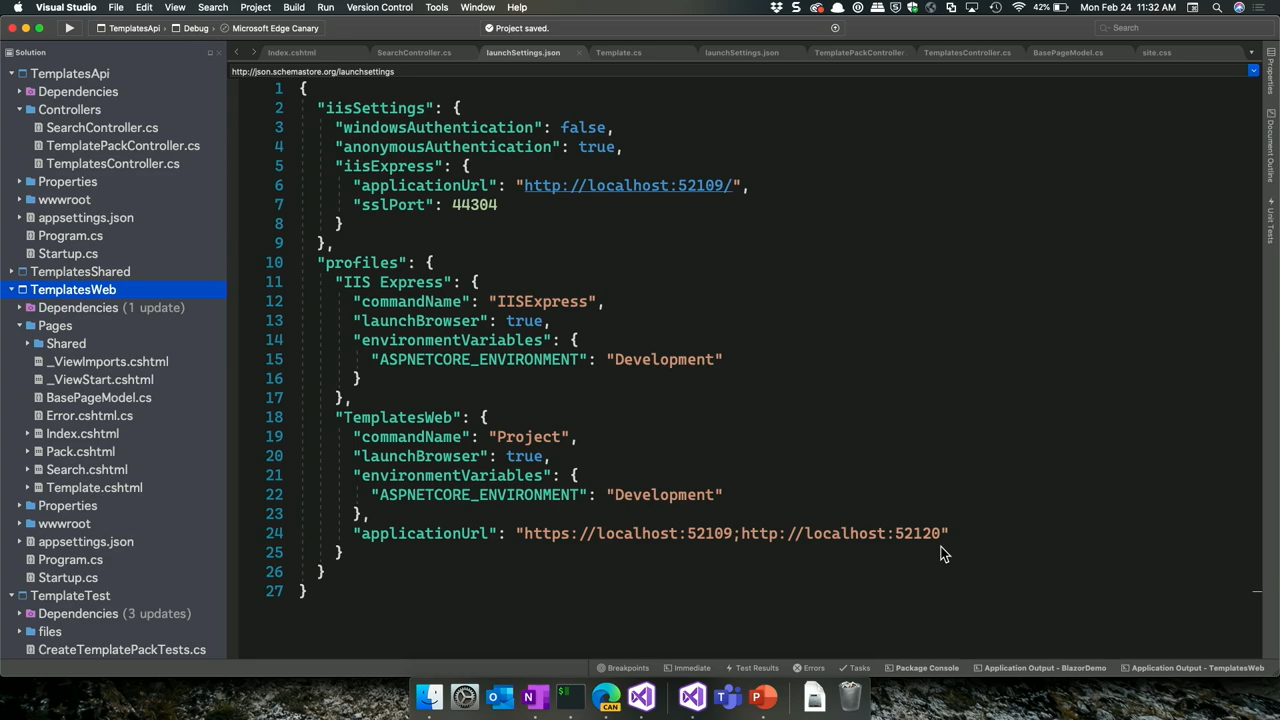 Visual Studio File Edit View Search Project Build Run Version Control Tools Window Help 42% Mon Feb 24 11:32 AM
TemplatesApi Debug Microsoft Edge Canary Project saved. Search
Solution
TemplatesApi
Dependencies
Controllers
SearchController.cs
TemplatePackController.cs
TemplatesController.cs
Properties
wwwroot
appsettings.json
Program.cs
Startup.cs
TemplatesShared
TemplatesWeb
Dependencies (1 update)
Pages
Shared
_ViewImports.cshtml
_ViewStart.cshtml
BasePageModel.cs
Error.cshtml.cs
Index.cshtml
Pack.cshtml
Search.cshtml
Template.cshtml
Properties
wwwroot
appsettings.json
Program.cs
Startup.cs
TemplateTest
Dependencies (3 updates)
files
CreateTemplatePackTests.cs
Index.cshtml SearchController.cs launchSettings.json Template.cs launchSettings.json TemplatePackController TemplatesController.cs BasePageModel.cs site.css
http://json.schemastore.org/launchsettings
1 {
2 "iisSettings": {
3 "windowsAuthentication": false,
4 "anonymousAuthentication": true,
5 "iisExpress": {
6 "applicationUrl": "http://localhost:52109/",
7 "sslPort": 44304
8 }
9 },
10 "profiles": {
11 "IIS Express": {
12 "commandName": "IISExpress",
13 "launchBrowser": true,
14 "environmentVariables": {
15 "ASPNETCORE_ENVIRONMENT": "Development"
16 }
17 },
18 "TemplatesWeb": {
19 "commandName": "Project",
20 "launchBrowser": true,
21 "environmentVariables": {
22 "ASPNETCORE_ENVIRONMENT": "Development"
23 },
24 "applicationUrl": "https://localhost:52109;http://localhost:52120"
25 }
26 }
27 }
Properties
Document Outline
Unit Tests
Breakpoints Immediate Test Results Errors Tasks Package Console Application Output - BlazorDemo Application Output - TemplatesWeb
CAN